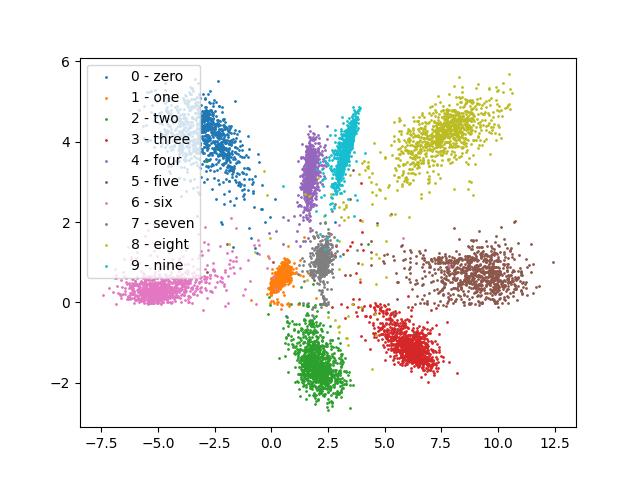 6
4
2
0
−2
0 - zero
1 - one
2 - two
3 - three
4 - four
5 - five
6 - six
7 - seven
8 - eight
9 - nine
−7.5 −5.0 −2.5 0.0 2.5 5.0 7.5 10.0 12.5